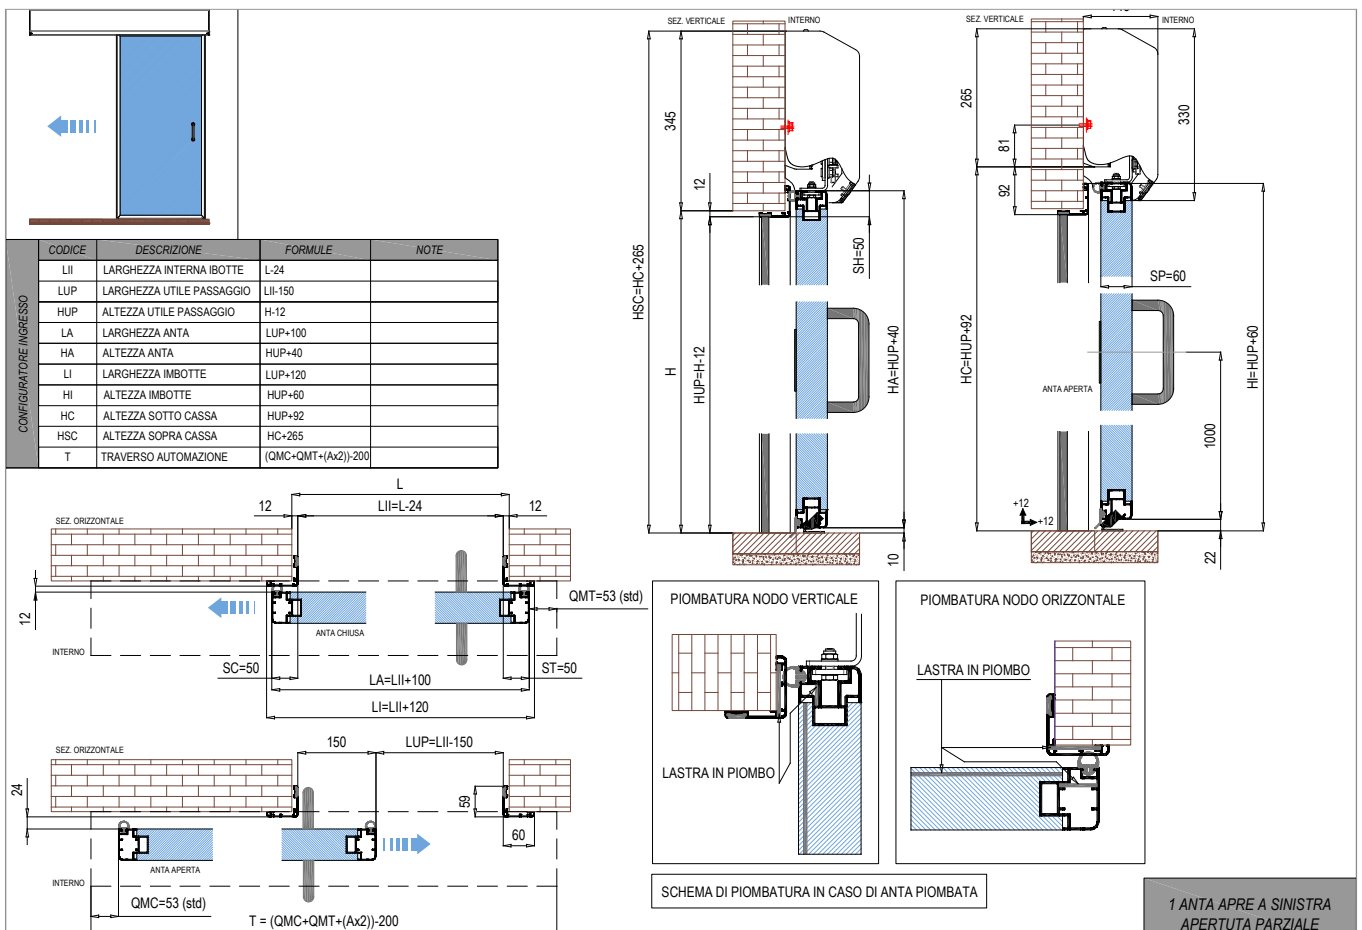 SEZ. VERTICALE
INTERNO
SEZ. VERTICALE
INTERNO
345
12
HSC=HC+265
H
HUP=H-12
SH=50
HA=HUP+40
10
265
81
92
330
SP=60
HC=HUP+92
HI=HUP+60
ANTA APERTA
1000
+12
+12
22
CONFIGURATORE INGRESSO
CODICE DESCRIZIONE FORMULE NOTE
LII LARGHEZZA INTERNA IBOTTE L-24
LUP LARGHEZZA UTILE PASSAGGIO LII-150
HUP ALTEZZA UTILE PASSAGGIO H-12
LA LARGHEZZA ANTA LUP+100
HA ALTEZZA ANTA HUP+40
LI LARGHEZZA IMBOTTE LUP+120
HI ALTEZZA IMBOTTE HUP+60
HC ALTEZZA SOTTO CASSA HUP+92
HSC ALTEZZA SOPRA CASSA HC+265
T TRAVERSO AUTOMAZIONE (QMC+QMT+(Ax2))-200
L
12 LII=L-24 12
SEZ. ORIZZONTALE
12
QMT=53 (std)
ANTA CHIUSA
INTERNO
SC=50
ST=50
LA=LII+100
LI=LII+120
150
LUP=LII-150
SEZ. ORIZZONTALE
24
59
60
ANTA APERTA
INTERNO
QMC=53 (std)
T = (QMC+QMT+(Ax2))-200
PIOMBATURA NODO VERTICALE
LASTRA IN PIOMBO
PIOMBATURA NODO ORIZZONTALE
LASTRA IN PIOMBO
SCHEMA DI PIOMBATURA IN CASO DI ANTA PIOMBATA
1 ANTA APRE A SINISTRA
APERTUTA PARZIALE